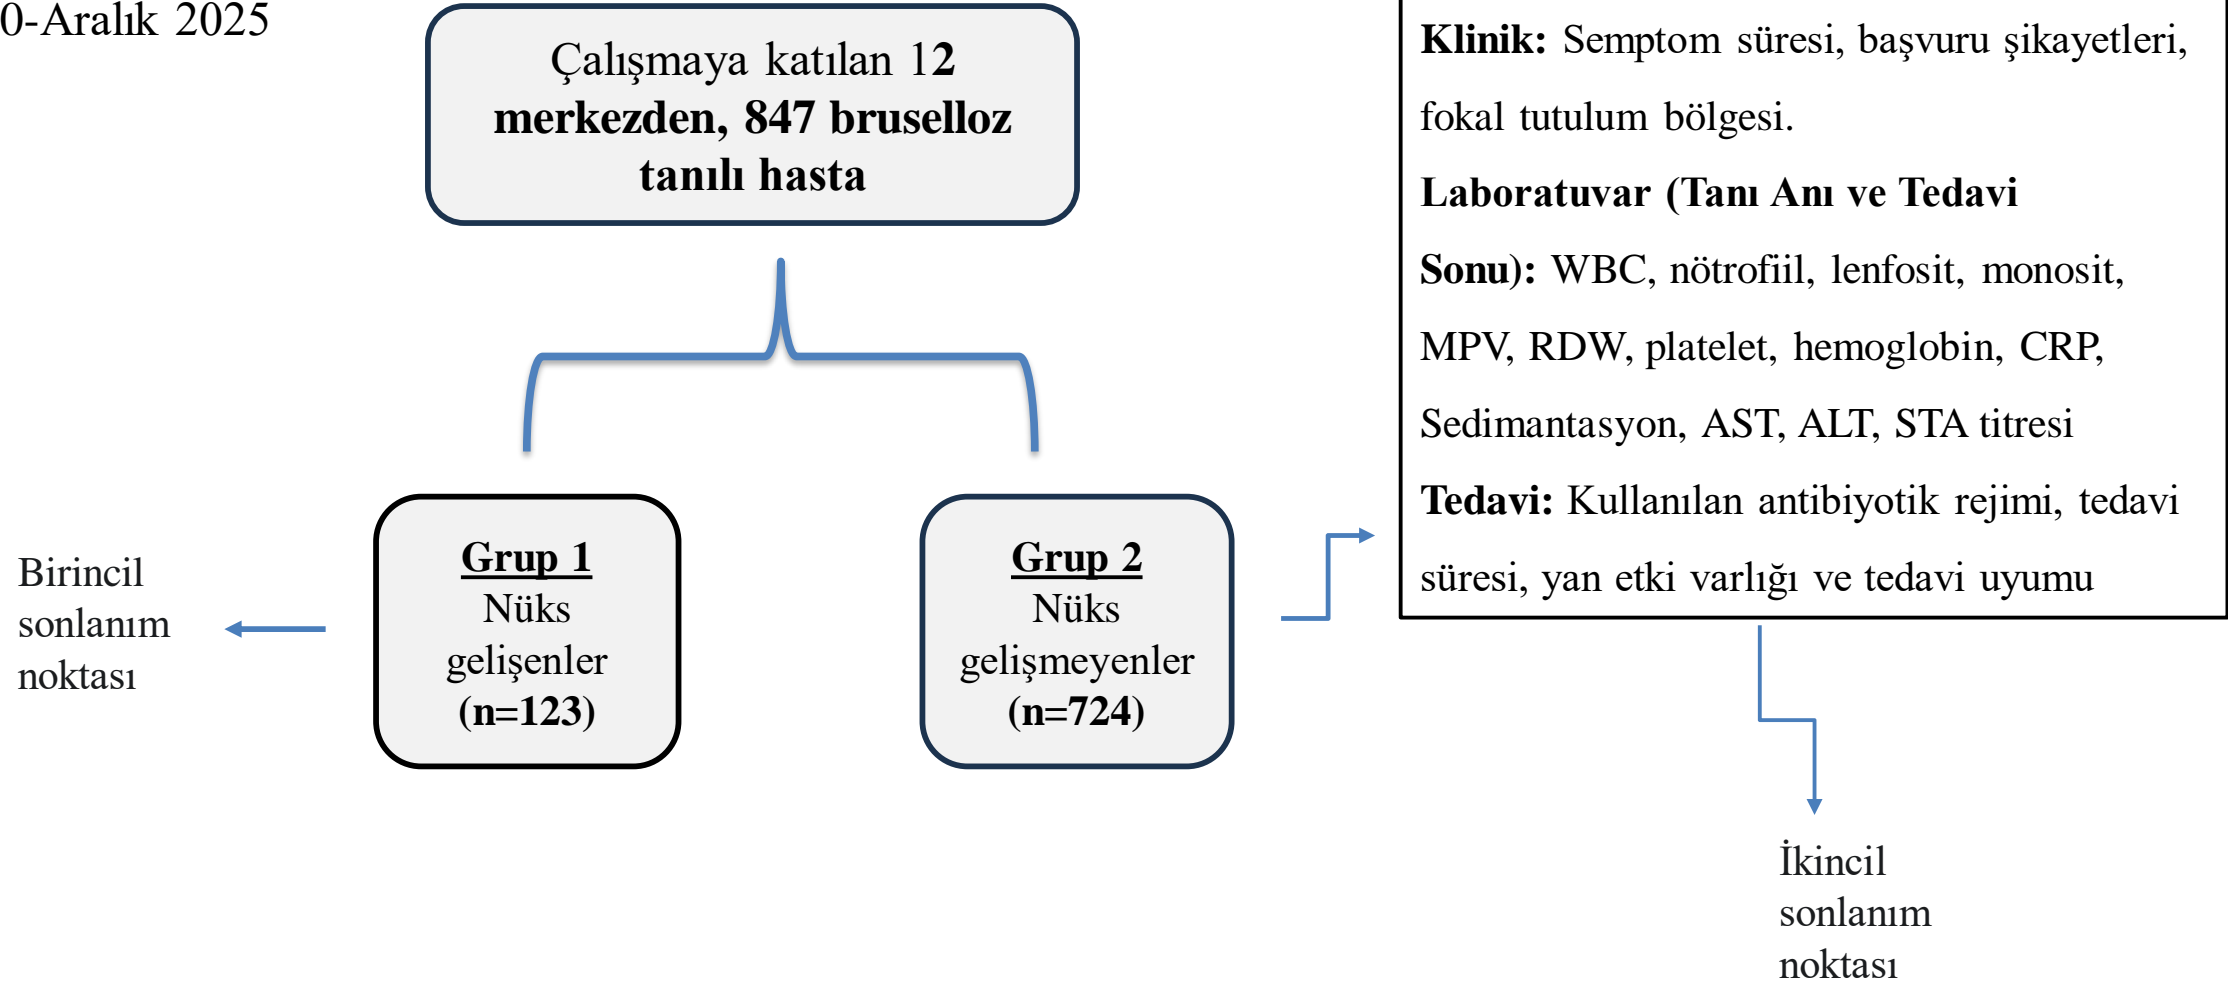 0-Aralık 2025
Çalışmaya katılan 12
merkezden, 847 bruselloz
tanılı hasta
Klinik: Semptom süresi, başvuru şikayetleri,
fokal tutulum bölgesi.
Laboratuvar (Tanı Anı ve Tedavi
Sonu): WBC, nötrofiil, lenfosit, monosit,
MPV, RDW, platelet, hemoglobin, CRP,
Sedimantasyon, AST, ALT, STA titresi
Tedavi: Kullanılan antibiyotik rejimi, tedavi
süresi, yan etki varlığı ve tedavi uyumu
Birincil
sonlanım
noktası
Grup 1
Nüks
gelişenler
(n=123)
Grup 2
Nüks
gelişmeyenler
(n=724)
İkincil
sonlanım
noktası